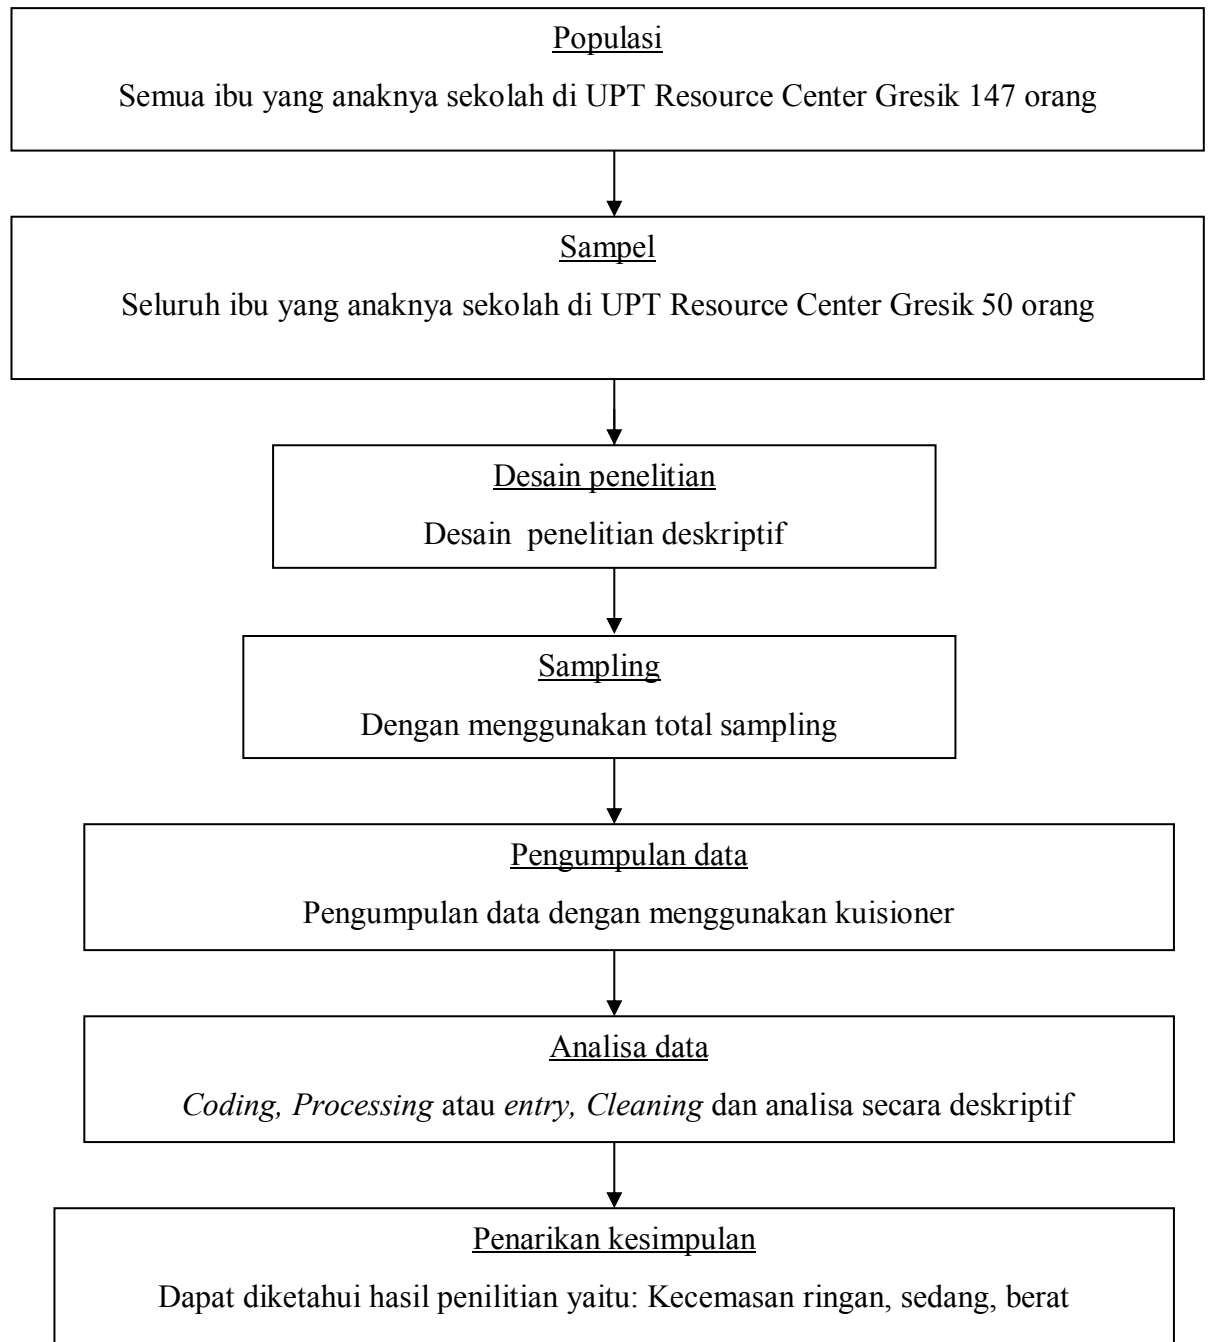 Populasi
Semua ibu yang anaknya sekolah di UPT Resource Center Gresik 147 orang
Sampel
Seluruh ibu yang anaknya sekolah di UPT Resource Center Gresik 50 orang
Desain penelitian
Desain  penelitian deskriptif
Sampling
Dengan menggunakan total sampling
Pengumpulan data
Pengumpulan data dengan menggunakan kuisioner
Analisa data
Coding, Processing atau entry, Cleaning dan analisa secara deskriptif
Penarikan kesimpulan
Dapat diketahui hasil penilitian yaitu: Kecemasan ringan, sedang, berat